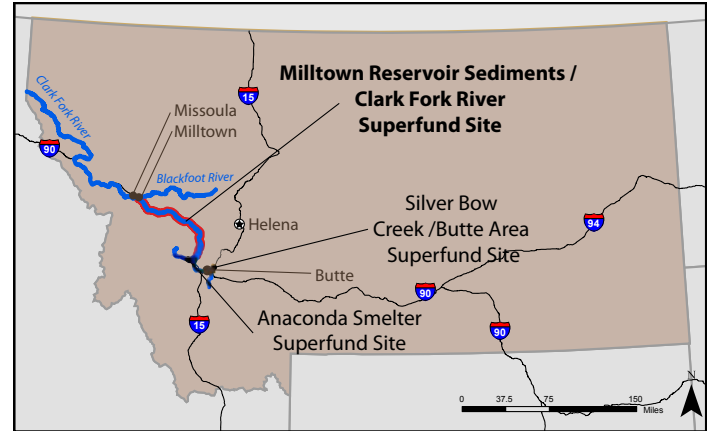 Milltown Reservoir Sediments /
Clark Fork River
Superfund Site
15
Clark Fork River
Missoula
Milltown
90
Blackfoot River
Silver Bow
Creek /Butte Area
Superfund Site
Helena
94
Butte
90
Anaconda Smelter
Superfund Site
15
90
N
0 37.5 75 150
Miles